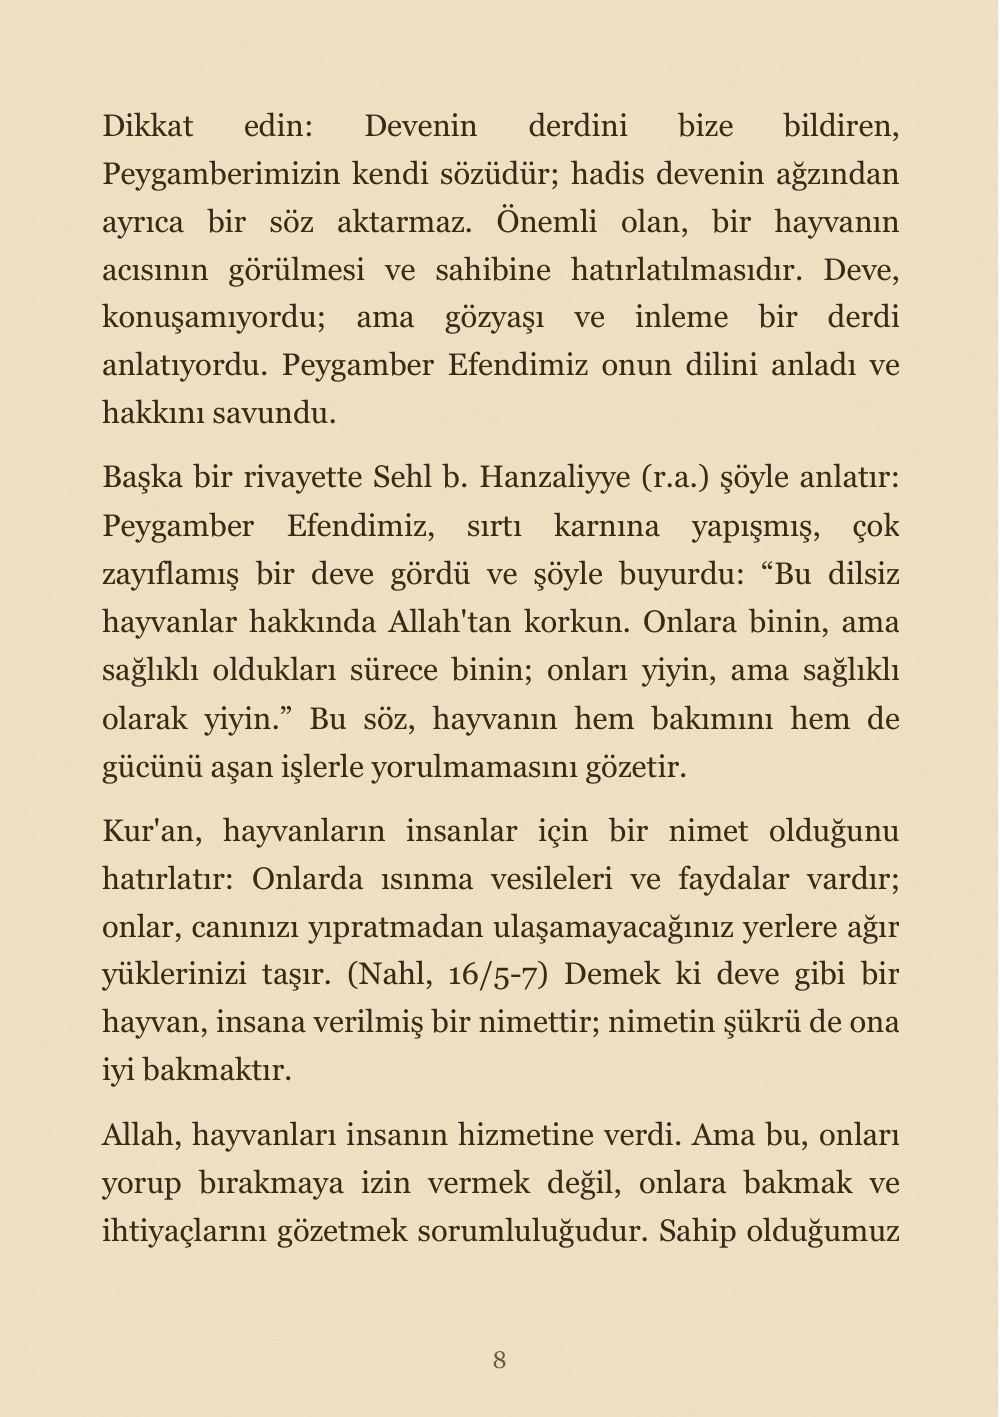 Dikkat edin: Devenin derdini bize bildiren,
Peygamberimizin kendi sözüdür; hadis devenin ağzından
ayrıca bir söz aktarmaz. Önemli olan, bir hayvanın
acısının görülmesi ve sahibine hatırlatılmasıdır. Deve,
konuşamıyordu; ama gözyaşı ve inleme bir derdi
anlatıyordu. Peygamber Efendimiz onun dilini anladı ve
hakkını savundu.
Başka bir rivayette Sehl b. Hanzaliyye (r.a.) şöyle anlatır:
Peygamber Efendimiz, sırtı karnına yapışmış, çok
zayıflamış bir deve gördü ve şöyle buyurdu: “Bu dilsiz
hayvanlar hakkında Allah'tan korkun. Onlara binin, ama
sağlıklı oldukları sürece binin; onları yiyin, ama sağlıklı
olarak yiyin.” Bu söz, hayvanın hem bakımını hem de
gücünü aşan işlerle yorulmamasını gözetir.
Kur'an, hayvanların insanlar için bir nimet olduğunu
hatırlatır: Onlarda ısınma vesileleri ve faydalar vardır;
onlar, canınızı yıpratmadan ulaşamayacağınız yerlere ağır
yüklerinizi taşır. (Nahl, 16/5-7) Demek ki deve gibi bir
hayvan, insana verilmiş bir nimettir; nimetin şükrü de ona
iyi bakmaktır.
Allah, hayvanları insanın hizmetine verdi. Ama bu, onları
yorup bırakmaya izin vermek değil, onlara bakmak ve
ihtiyaçlarını gözetmek sorumluluğudur. Sahip olduğumuz
8